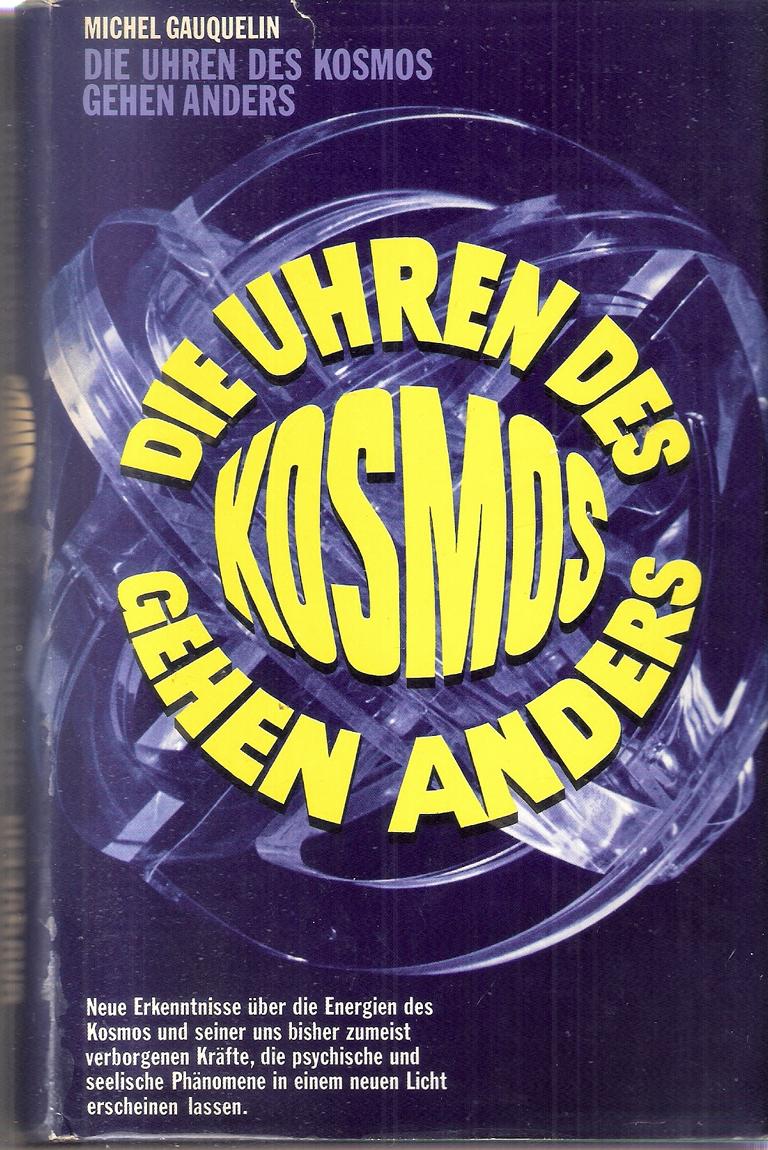 MICHEL GAUQUELIN
DIE UHREN DES KOSMOS
GEHEN ANDERS
DIE UHREN DES
KOSMOS
GEHEN ANDERS
Neue Erkenntnisse über die Energien des
Kosmos und seiner uns bisher zumeist
verborgenen Kräfte, die psychische und
seelische Phänomene in einem neuen Licht
erscheinen lassen.